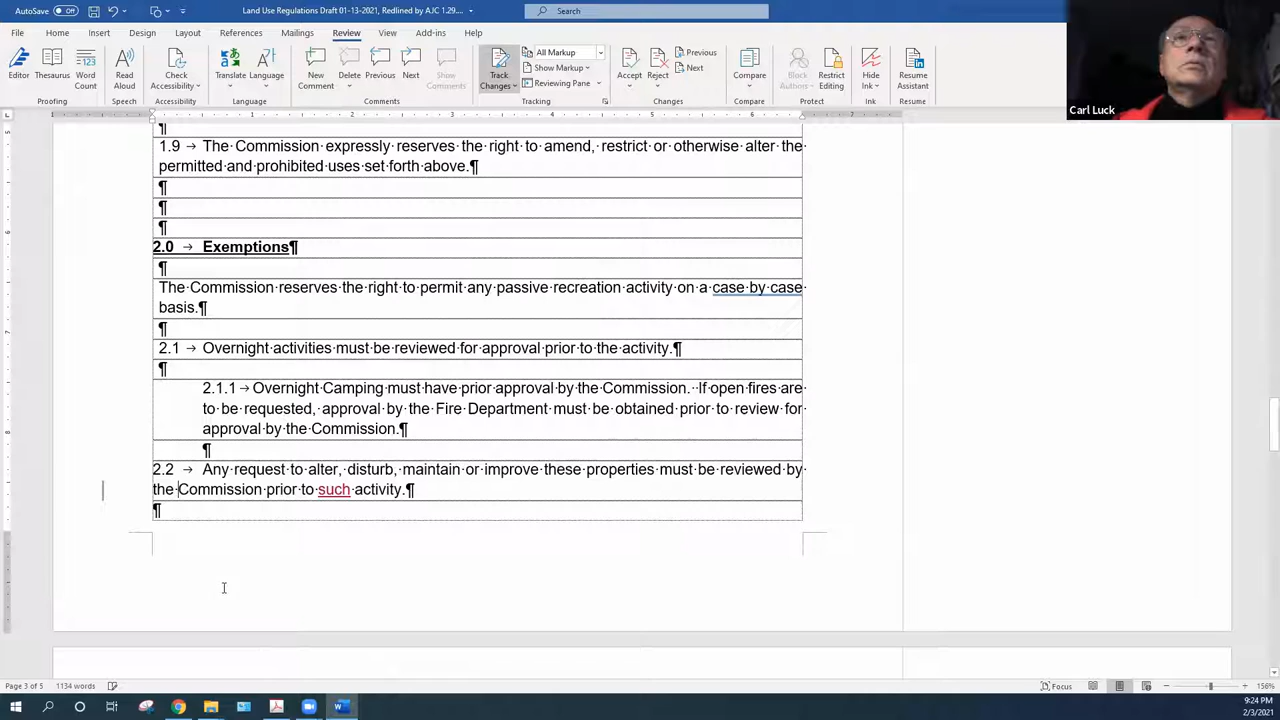 AutoSave Off Land Use Regulations Draft 01-13-2021, Redlined by AJC 1.29.... Search
File Home Insert Draw Design Layout References Mailings Review View Add-ins Help
Editor Thesaurus Word Count Read Aloud Check Accessibility Translate Language New Comment Delete Previous Next Show Comments Track Changes All Markup Show Markup Reviewing Pane Accept Reject Previous Next Compare Block Authors Restrict Editing Hide Ink Resume Assistant
Proofing Speech Accessibility Language Comments Tracking Changes Compare Protect Ink Resume
Carl Luck
1.9 → The Commission expressly reserves the right to amend, restrict or otherwise alter the
permitted and prohibited uses set forth above.¶
¶
¶
¶
2.0 → Exemptions¶
¶
The Commission reserves the right to permit any passive recreation activity on a case by case
basis.¶
¶
2.1 → Overnight activities must be reviewed for approval prior to the activity.¶
¶
2.1.1 → Overnight Camping must have prior approval by the Commission. If open fires are
to be requested, approval by the Fire Department must be obtained prior to review for
approval by the Commission.¶
¶
2.2 → Any request to alter, disturb, maintain or improve these properties must be reviewed by
the Commission prior to such activity.¶
¶
Page 3 of 5 1134 words Focus 156%
9:24 PM
2/3/2021